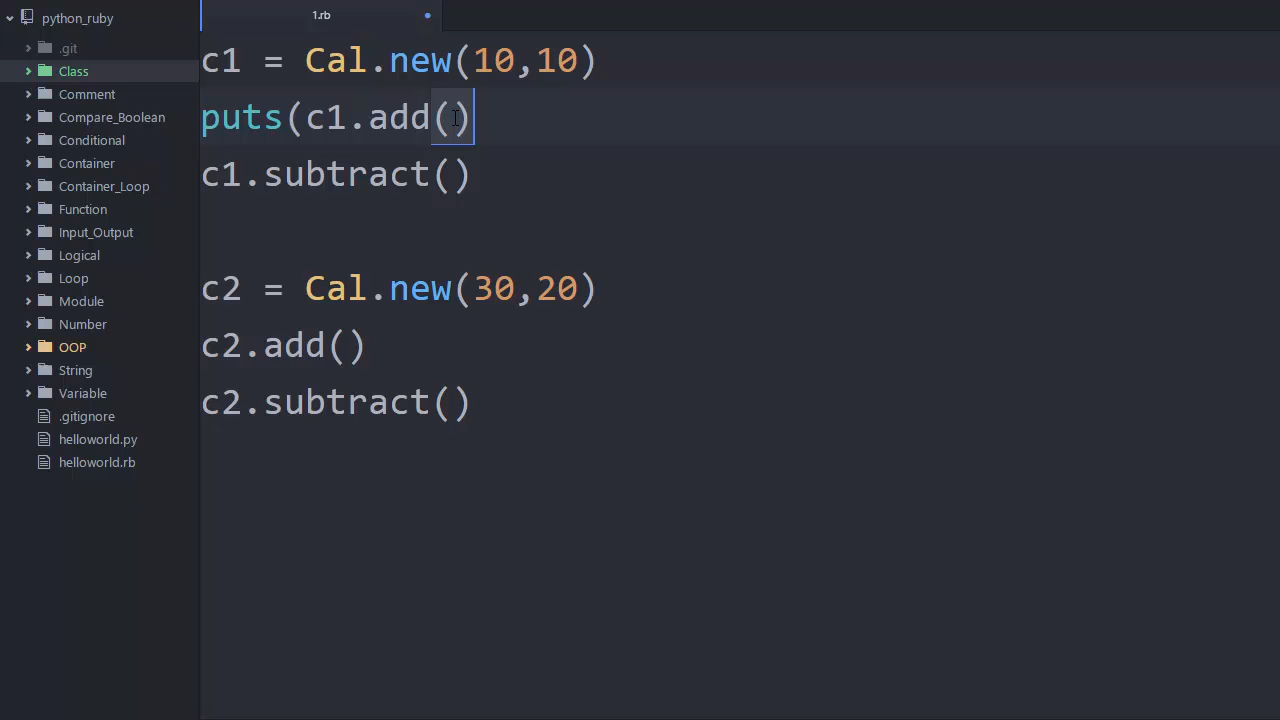 python_ruby
.git
Class
Comment
Compare_Boolean
Conditional
Container
Container_Loop
Function
Input_Output
Logical
Loop
Module
Number
OOP
String
Variable
.gitignore
helloworld.py
helloworld.rb
1.rb
c1 = Cal.new(10,10)
puts(c1.add()
c1.subtract()
c2 = Cal.new(30,20)
c2.add()
c2.subtract()